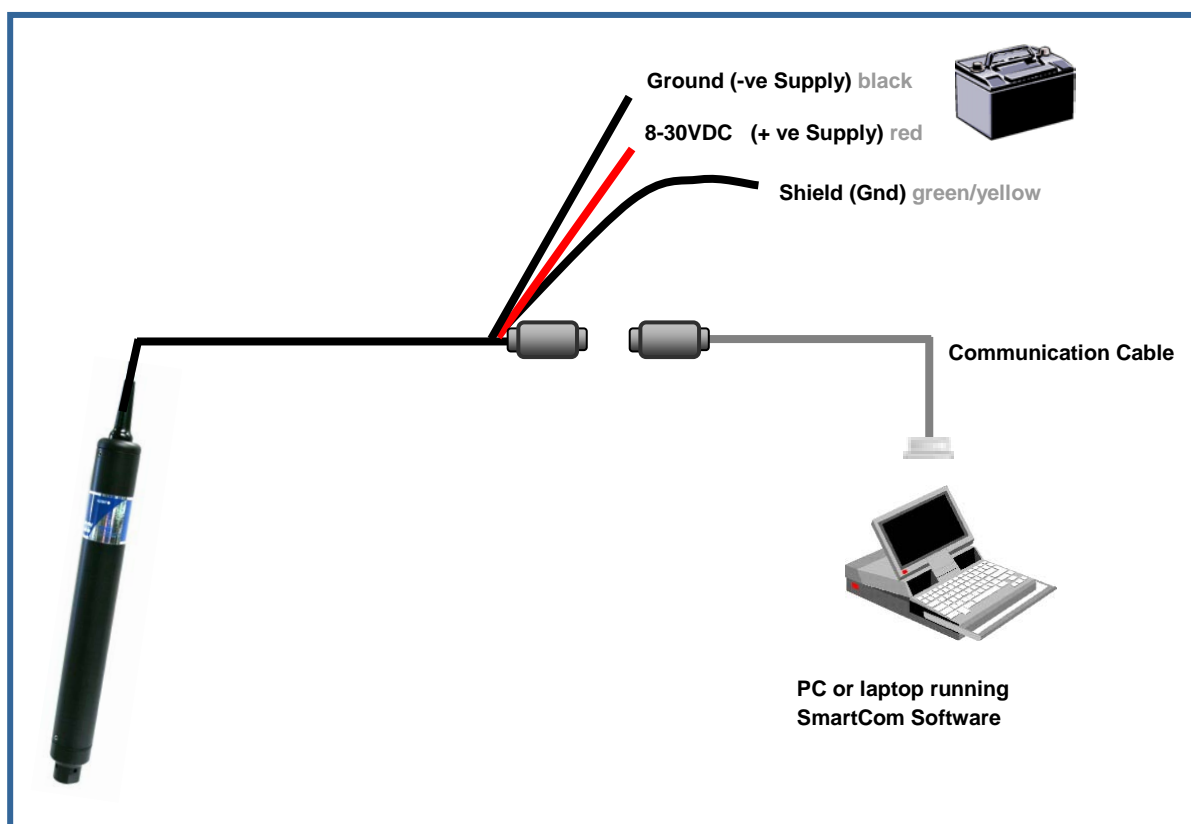 Ground (-ve Supply) black
8-30VDC (+ ve Supply) red
Shield (Gnd) green/yellow
Communication Cable
PC or laptop running
SmartCom Software